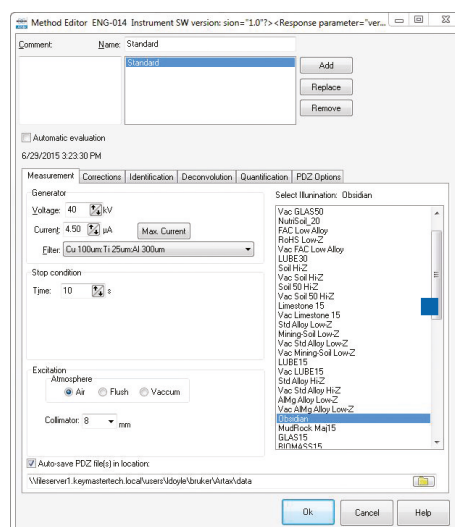 Method Editor ENG-014 Instrument SW version: sion="1.0"?><Response parameter="ver...
Comment:
Name: Standard
Standard
Add
Replace
Remove
Automatic evaluation
6/29/2015 3:23:30 PM
Measurement Corrections Identification Deconvolution Quantification PDZ Options
Generator
Voltage: 40 kV
Current: 4.50 µA Max. Current
Filter: Cu 100um:Ti 25um:Al 300um
Stop condition
Time: 10 s
Excitation
Atmosphere
Air Flush Vaccum
Collimator: 8 mm
Select Illumination: Obsidian
Vac GLAS50
NutriSoil_20
FAC Low Alloy
RoHS Low-Z
Vac FAC Low Alloy
LUBE30
Soil Hi-Z
Vac Soil Hi-Z
Soil 50 Hi-Z
Vac Soil 50 Hi-Z
Limestone 15
Vac Limestone 15
Std Alloy Low-Z
Mining-Soil Low-Z
Vac Std Alloy Low-Z
Vac Mining-Soil Low-Z
LUBE15
Vac LUBE15
Std Alloy Hi-Z
Vac Std Alloy Hi-Z
AlMg Alloy Low-Z
Vac AlMg Alloy Low-Z
Obsidian
MudRock Maj15
GLAS15
BIOMASS15
Auto-save PDZ file(s) in location:
\\fileserver1.keymastertech.local\users\ldoyle\bruker\Artax\data
Ok Cancel Help